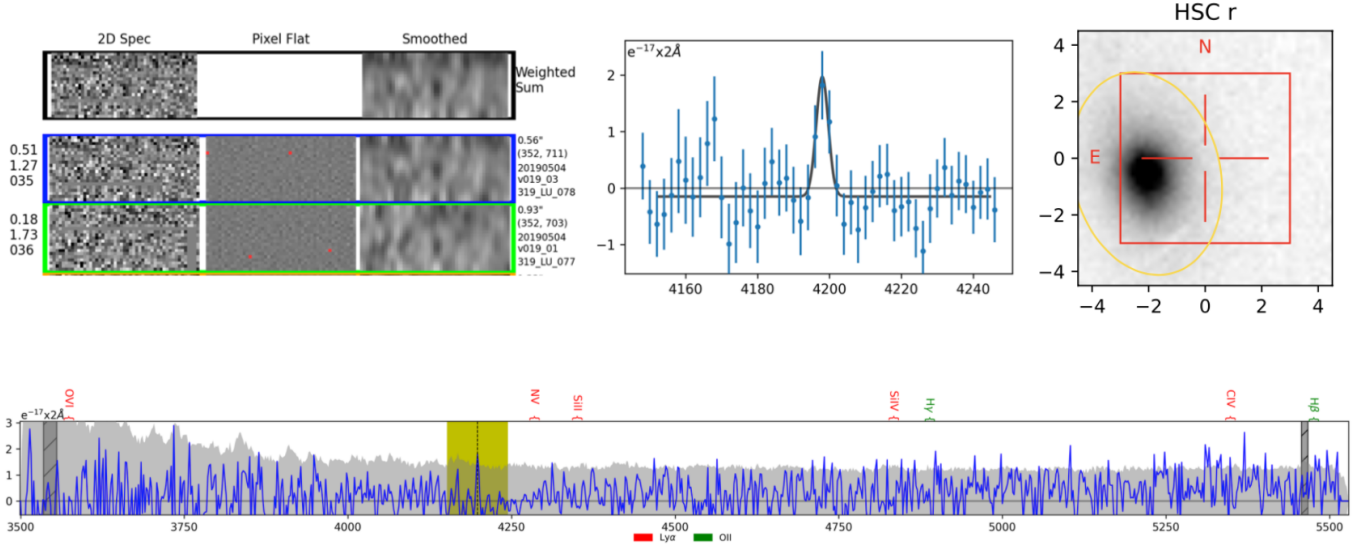 2D Spec Pixel Flat Smoothed
Weighted
Sum
0.51
1.27
035
0.56"
(352, 711)
20190504
v019_03
319_LU_078
0.18
1.73
036
0.93"
(352, 703)
20190504
v019_01
319_LU_077
e⁻¹⁷x2Å
2
1
0
−1
4160 4180 4200 4220 4240
HSC r
N
E
4
2
0
−2
−4
−4 −2 0 2 4
OVI {
NV {
SiII {
SiIV {
Hγ {
CIV {
Hβ {
e⁻¹⁷x2Å
3
2
1
0
3500 3750 4000 4250 4500 4750 5000 5250 5500
Lyα OII